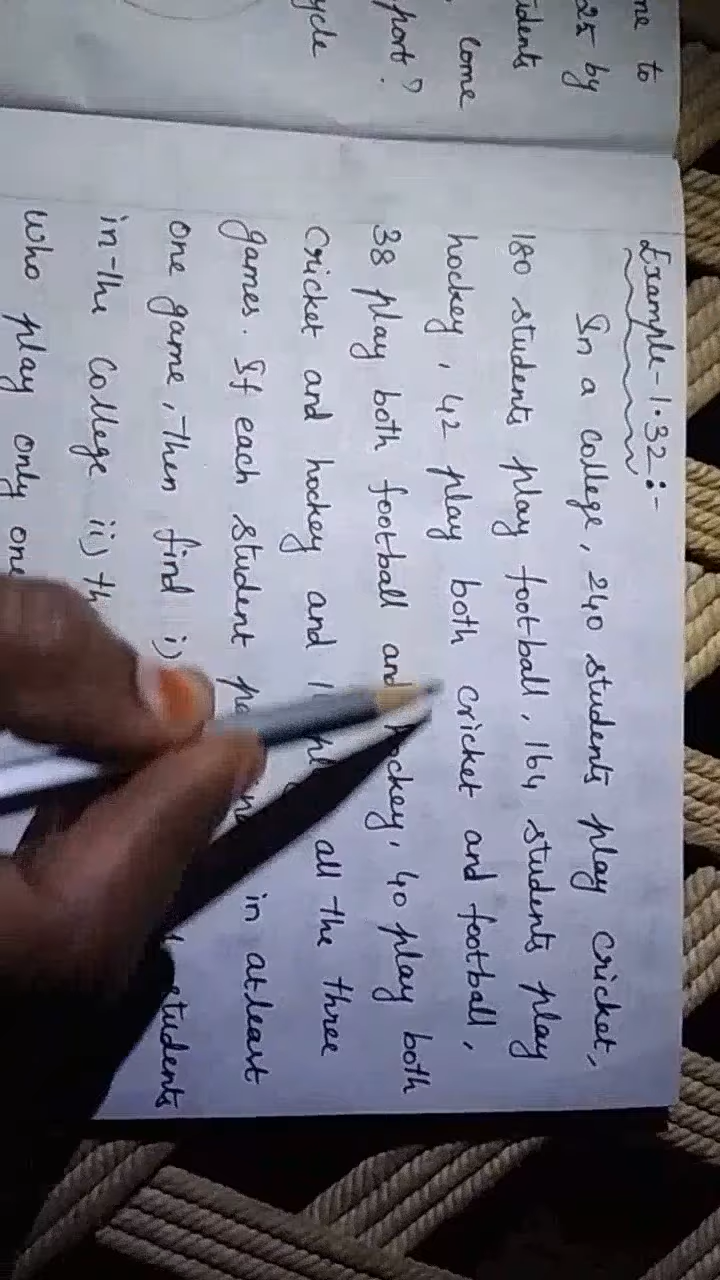 me to
25 by
idents
come
port?
ycle
Example-1.32:-
In a college, 240 students play cricket,
180 students play football, 164 students play
hockey, 42 play both cricket and football,
38 play both football and hockey, 40 play both
cricket and hockey and all the three
games. If each student in atleast
one game, then find i) students
in the college ii)
who play only one